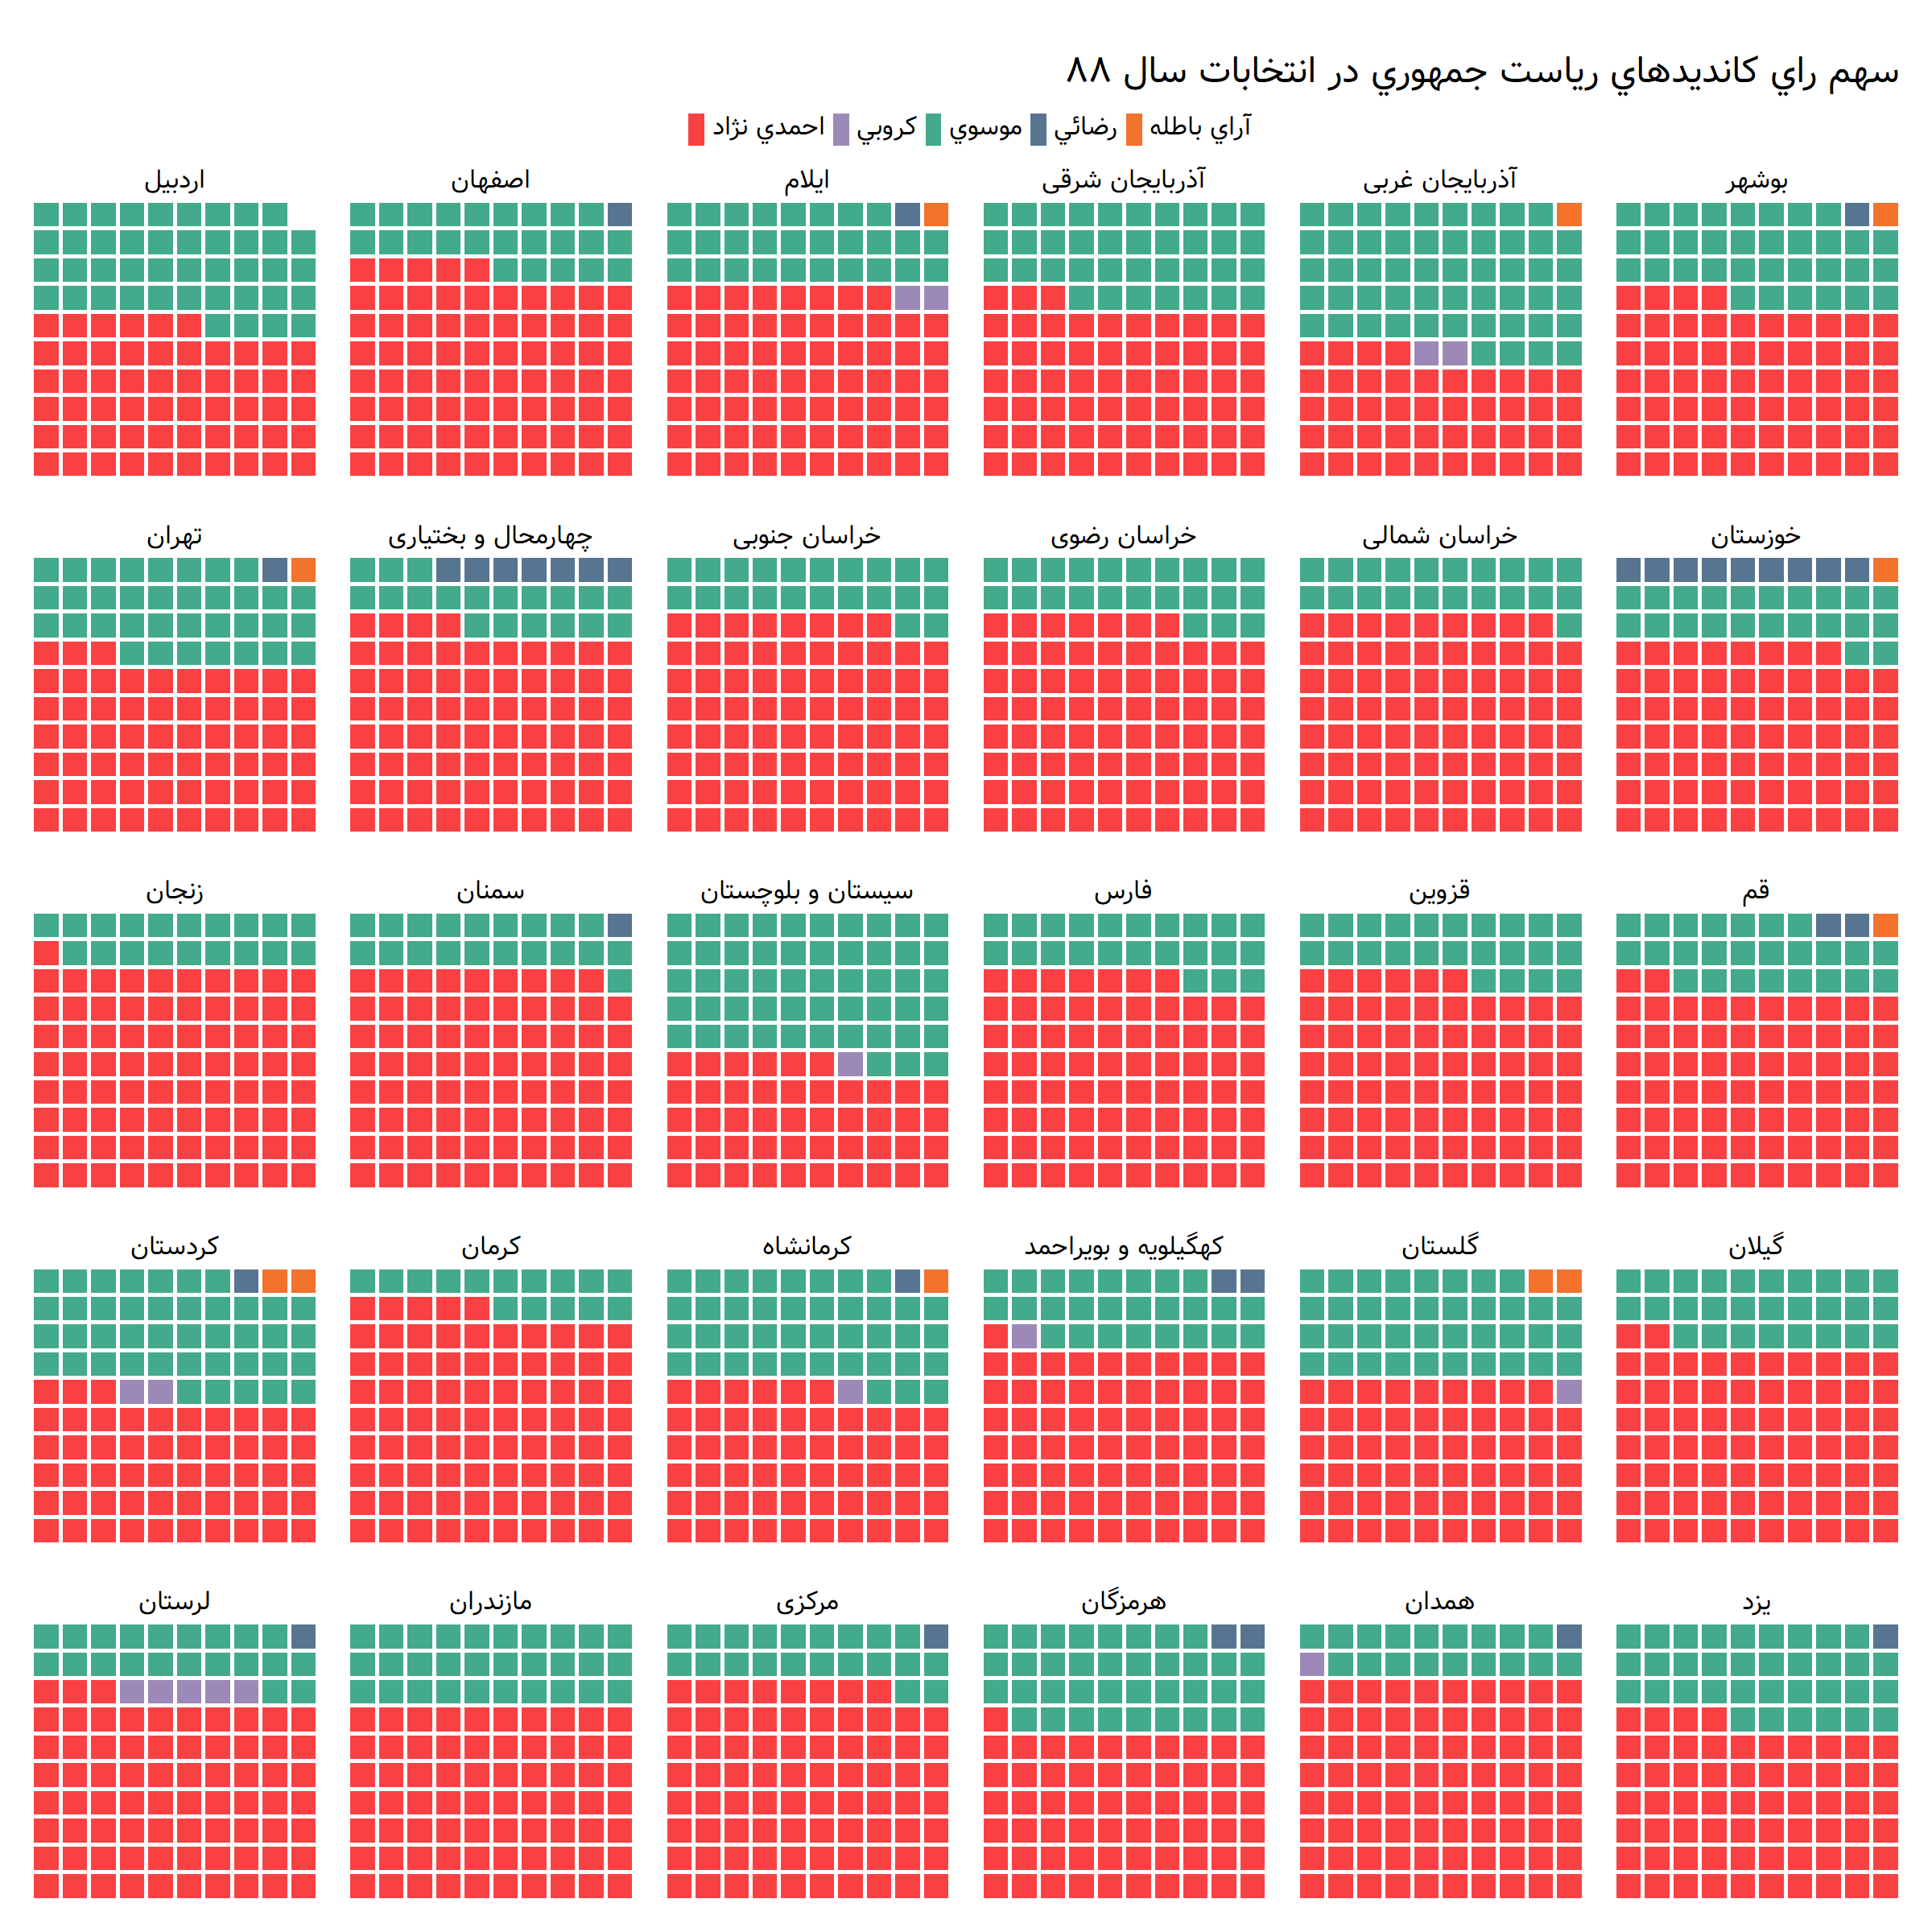 سهم راي كانديدهاي رياست جمهوري در انتخابات سال ۸۸
آراي باطله رضائي موسوي كروبي احمدي نژاد
بوشهر آذربایجان غربی آذربایجان شرقی ایلام اصفهان اردبیل
خوزستان خراسان شمالی خراسان رضوی خراسان جنوبی چهارمحال و بختیاری تهران
قم قزوین فارس سیستان و بلوچستان سمنان زنجان
گیلان گلستان کهگیلویه و بویراحمد کرمانشاه کرمان کردستان
یزد همدان هرمزگان مرکزی مازندران لرستان